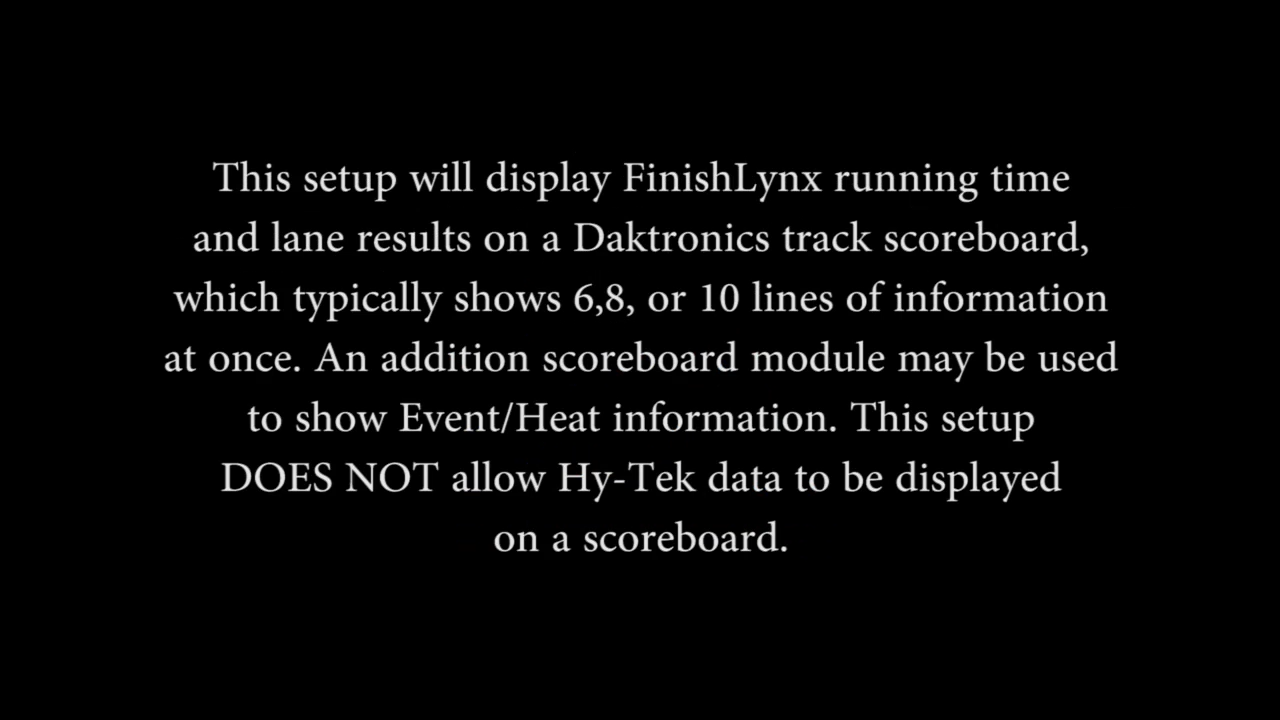 This setup will display FinishLynx running time
and lane results on a Daktronics track scoreboard,
which typically shows 6,8, or 10 lines of information
at once. An addition scoreboard module may be used
to show Event/Heat information. This setup
DOES NOT allow Hy-Tek data to be displayed
on a scoreboard.